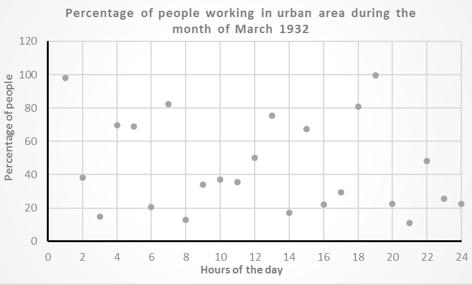 Percentage of people working in urban area during the
month of March 1932
Percentage of people
120
100
80
60
40
20
0
0 2 4 6 8 10 12 14 16 18 20 22 24
Hours of the day